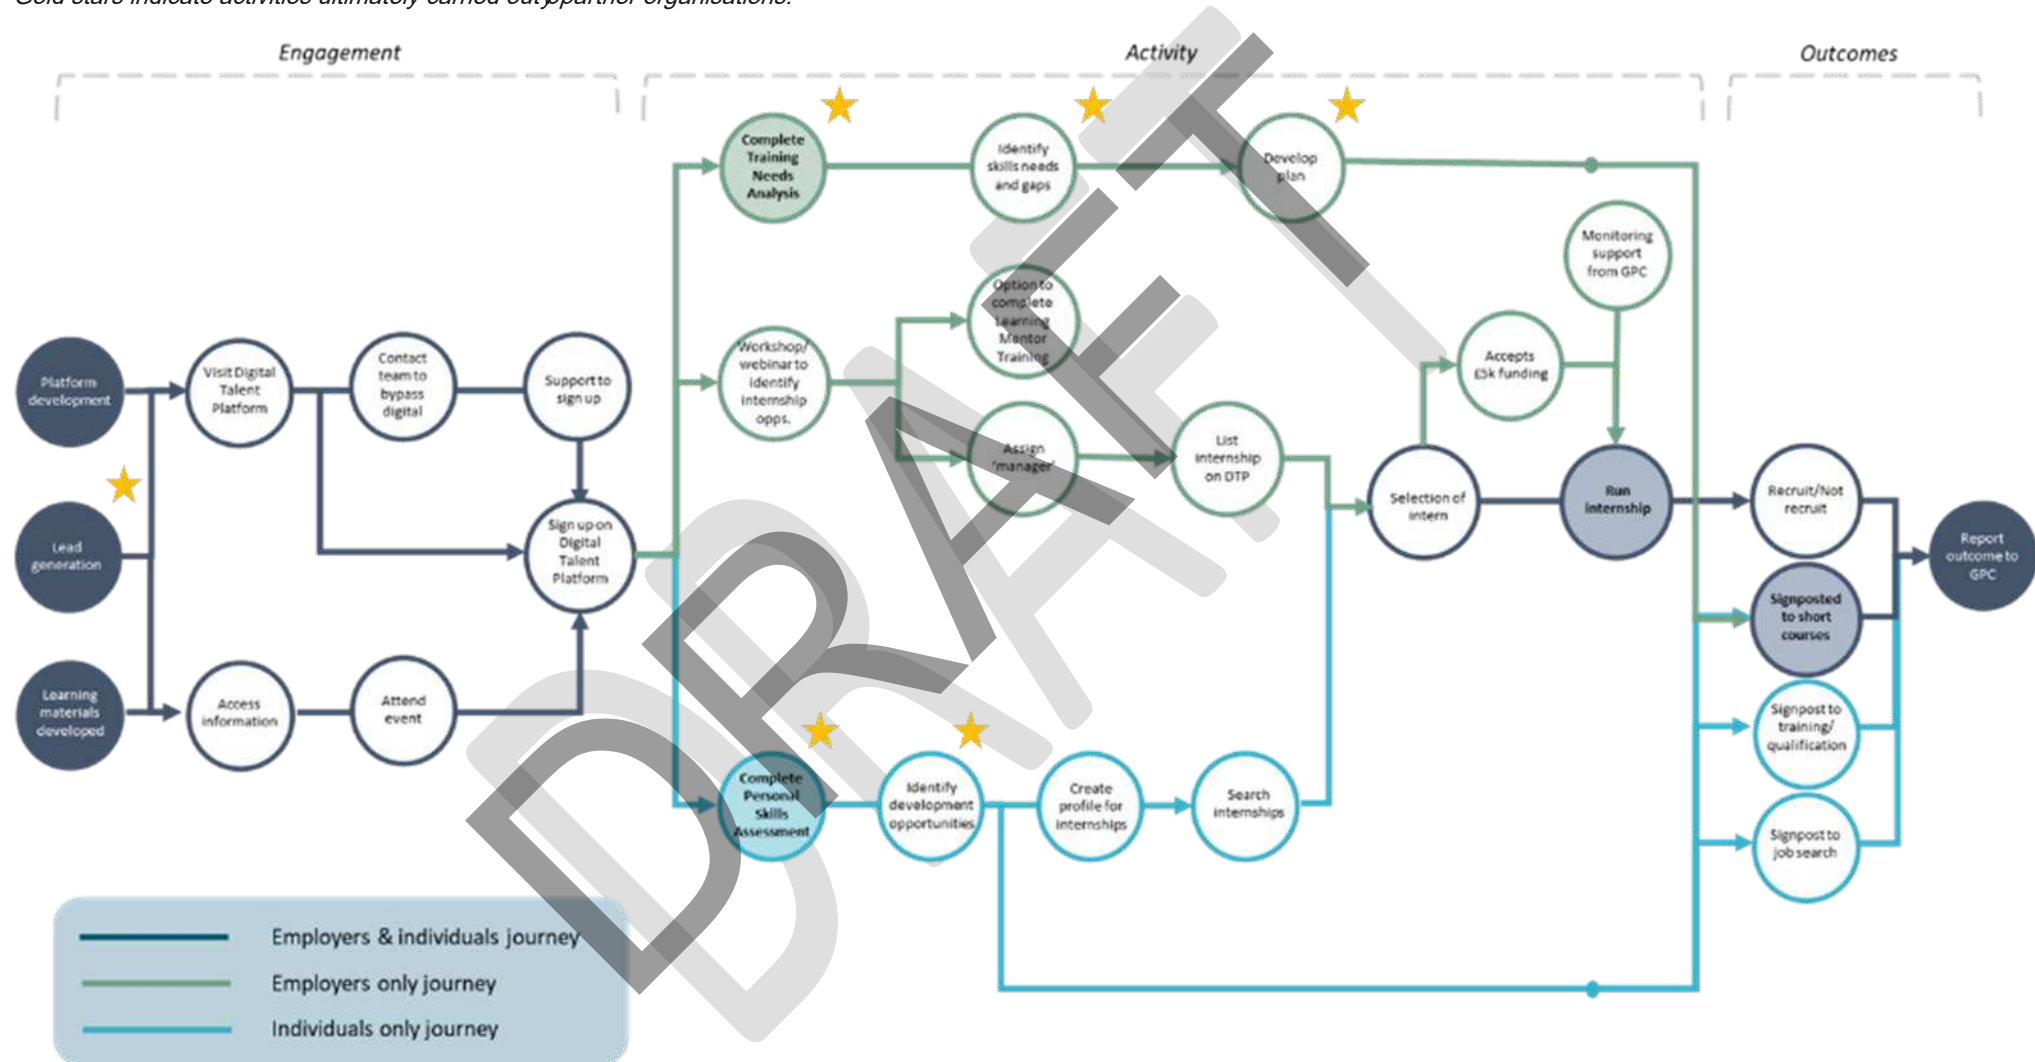 Gold stars indicate activities ultimately carried out by partner organisations.
Engagement
Activity
Outcomes
Complete
Training
Needs
Analysis
Identify
skills needs
and gaps
Develop
plan
Monitoring
support
from GPC
Option to
complete
Learning
Mentor
Training
Workshop/
webinar to
identify
internship
opps.
Accepts
£5k funding
Platform
development
Visit Digital
Talent
Platform
Contact
team to
bypass
digital
Support to
sign up
Assign
'manager'
List
internship
on DTP
Selection of
intern
Run
internship
Recruit/Not
recruit
Lead
generation
Sign up on
Digital
Talent
Platform
Report
outcome to
GPC
Signposted
to short
courses
Learning
materials
developed
Access
information
Attend
event
Signpost to
training/
qualification
Complete
Personal
Skills
Assessment
Identify
development
opportunities
Create
profile for
internships
Search
internships
Signpost to
job search
Employers & individuals journey
Employers only journey
Individuals only journey
DRAFT